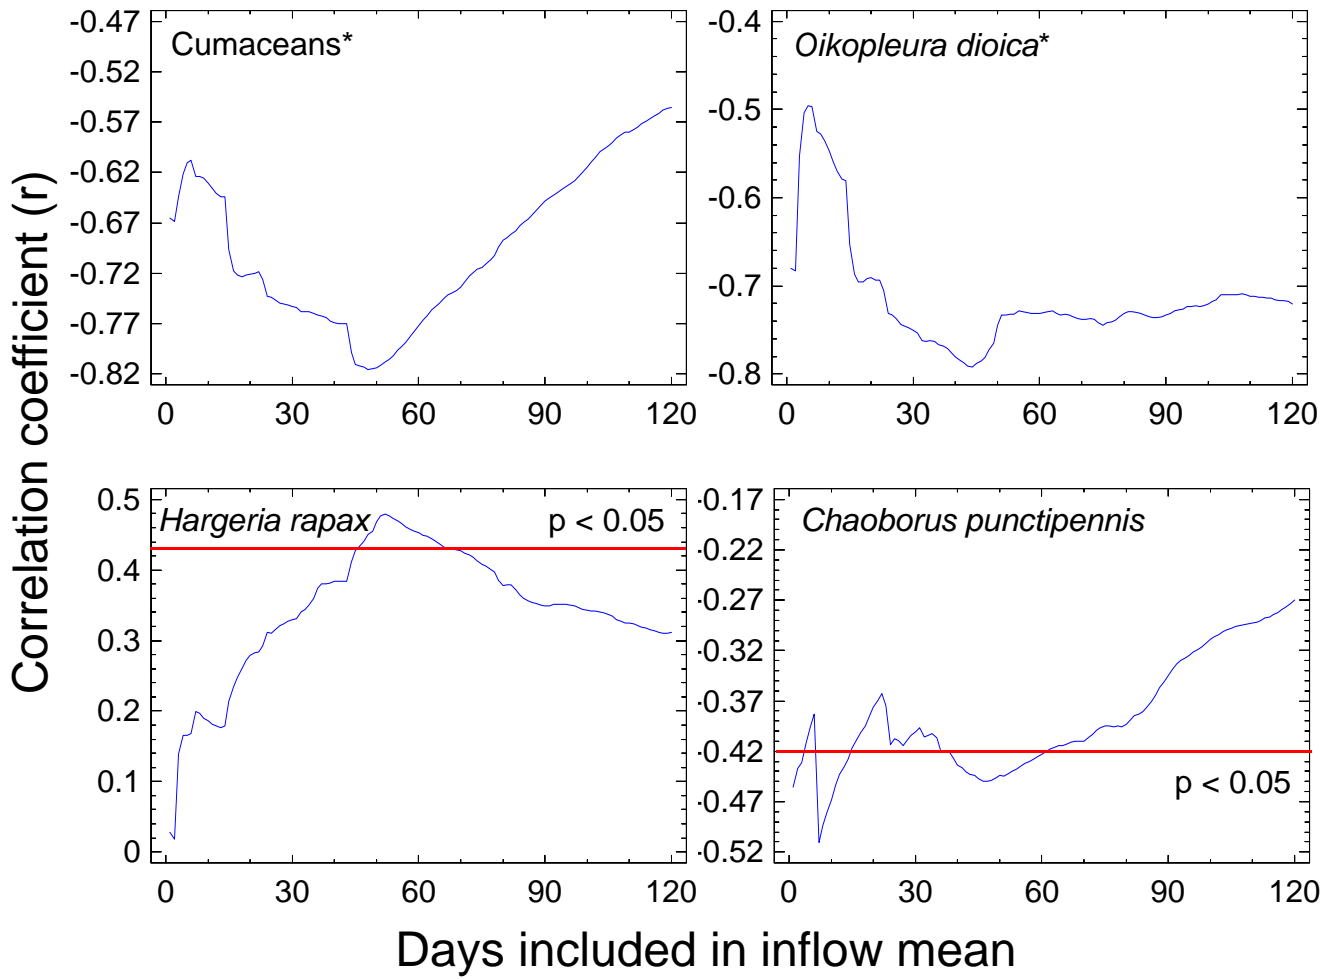 Correlation coefficient (r)
Cumaceans*
-0.47
-0.52
-0.57
-0.62
-0.67
-0.72
-0.77
-0.82
0 30 60 90 120
Oikopleura dioica*
-0.4
-0.5
-0.6
-0.7
-0.8
0 30 60 90 120
Hargeria rapax
p < 0.05
0.5
0.4
0.3
0.2
0.1
0
0 30 60 90 120
Chaoborus punctipennis
-0.17
-0.22
-0.27
-0.32
-0.37
-0.42
-0.47
-0.52
p < 0.05
0 30 60 90 120
Days included in inflow mean